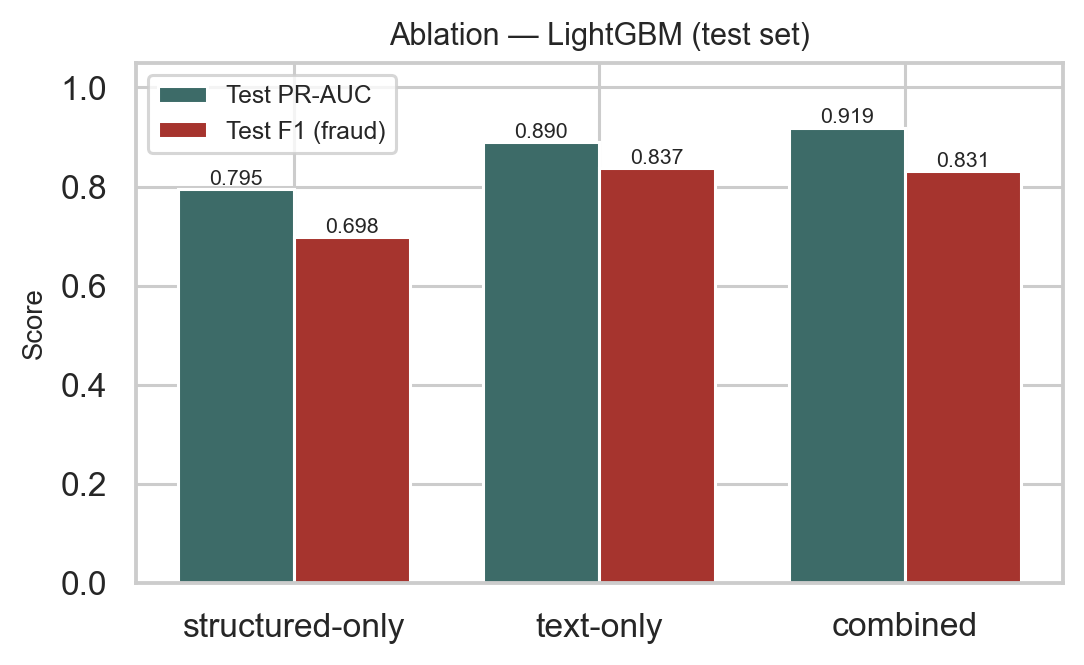 Ablation — LightGBM (test set)
Test PR-AUC
Test F1 (fraud)
Score
1.0
0.8
0.6
0.4
0.2
0.0
0.795
0.698
0.890
0.837
0.919
0.831
structured-only
text-only
combined